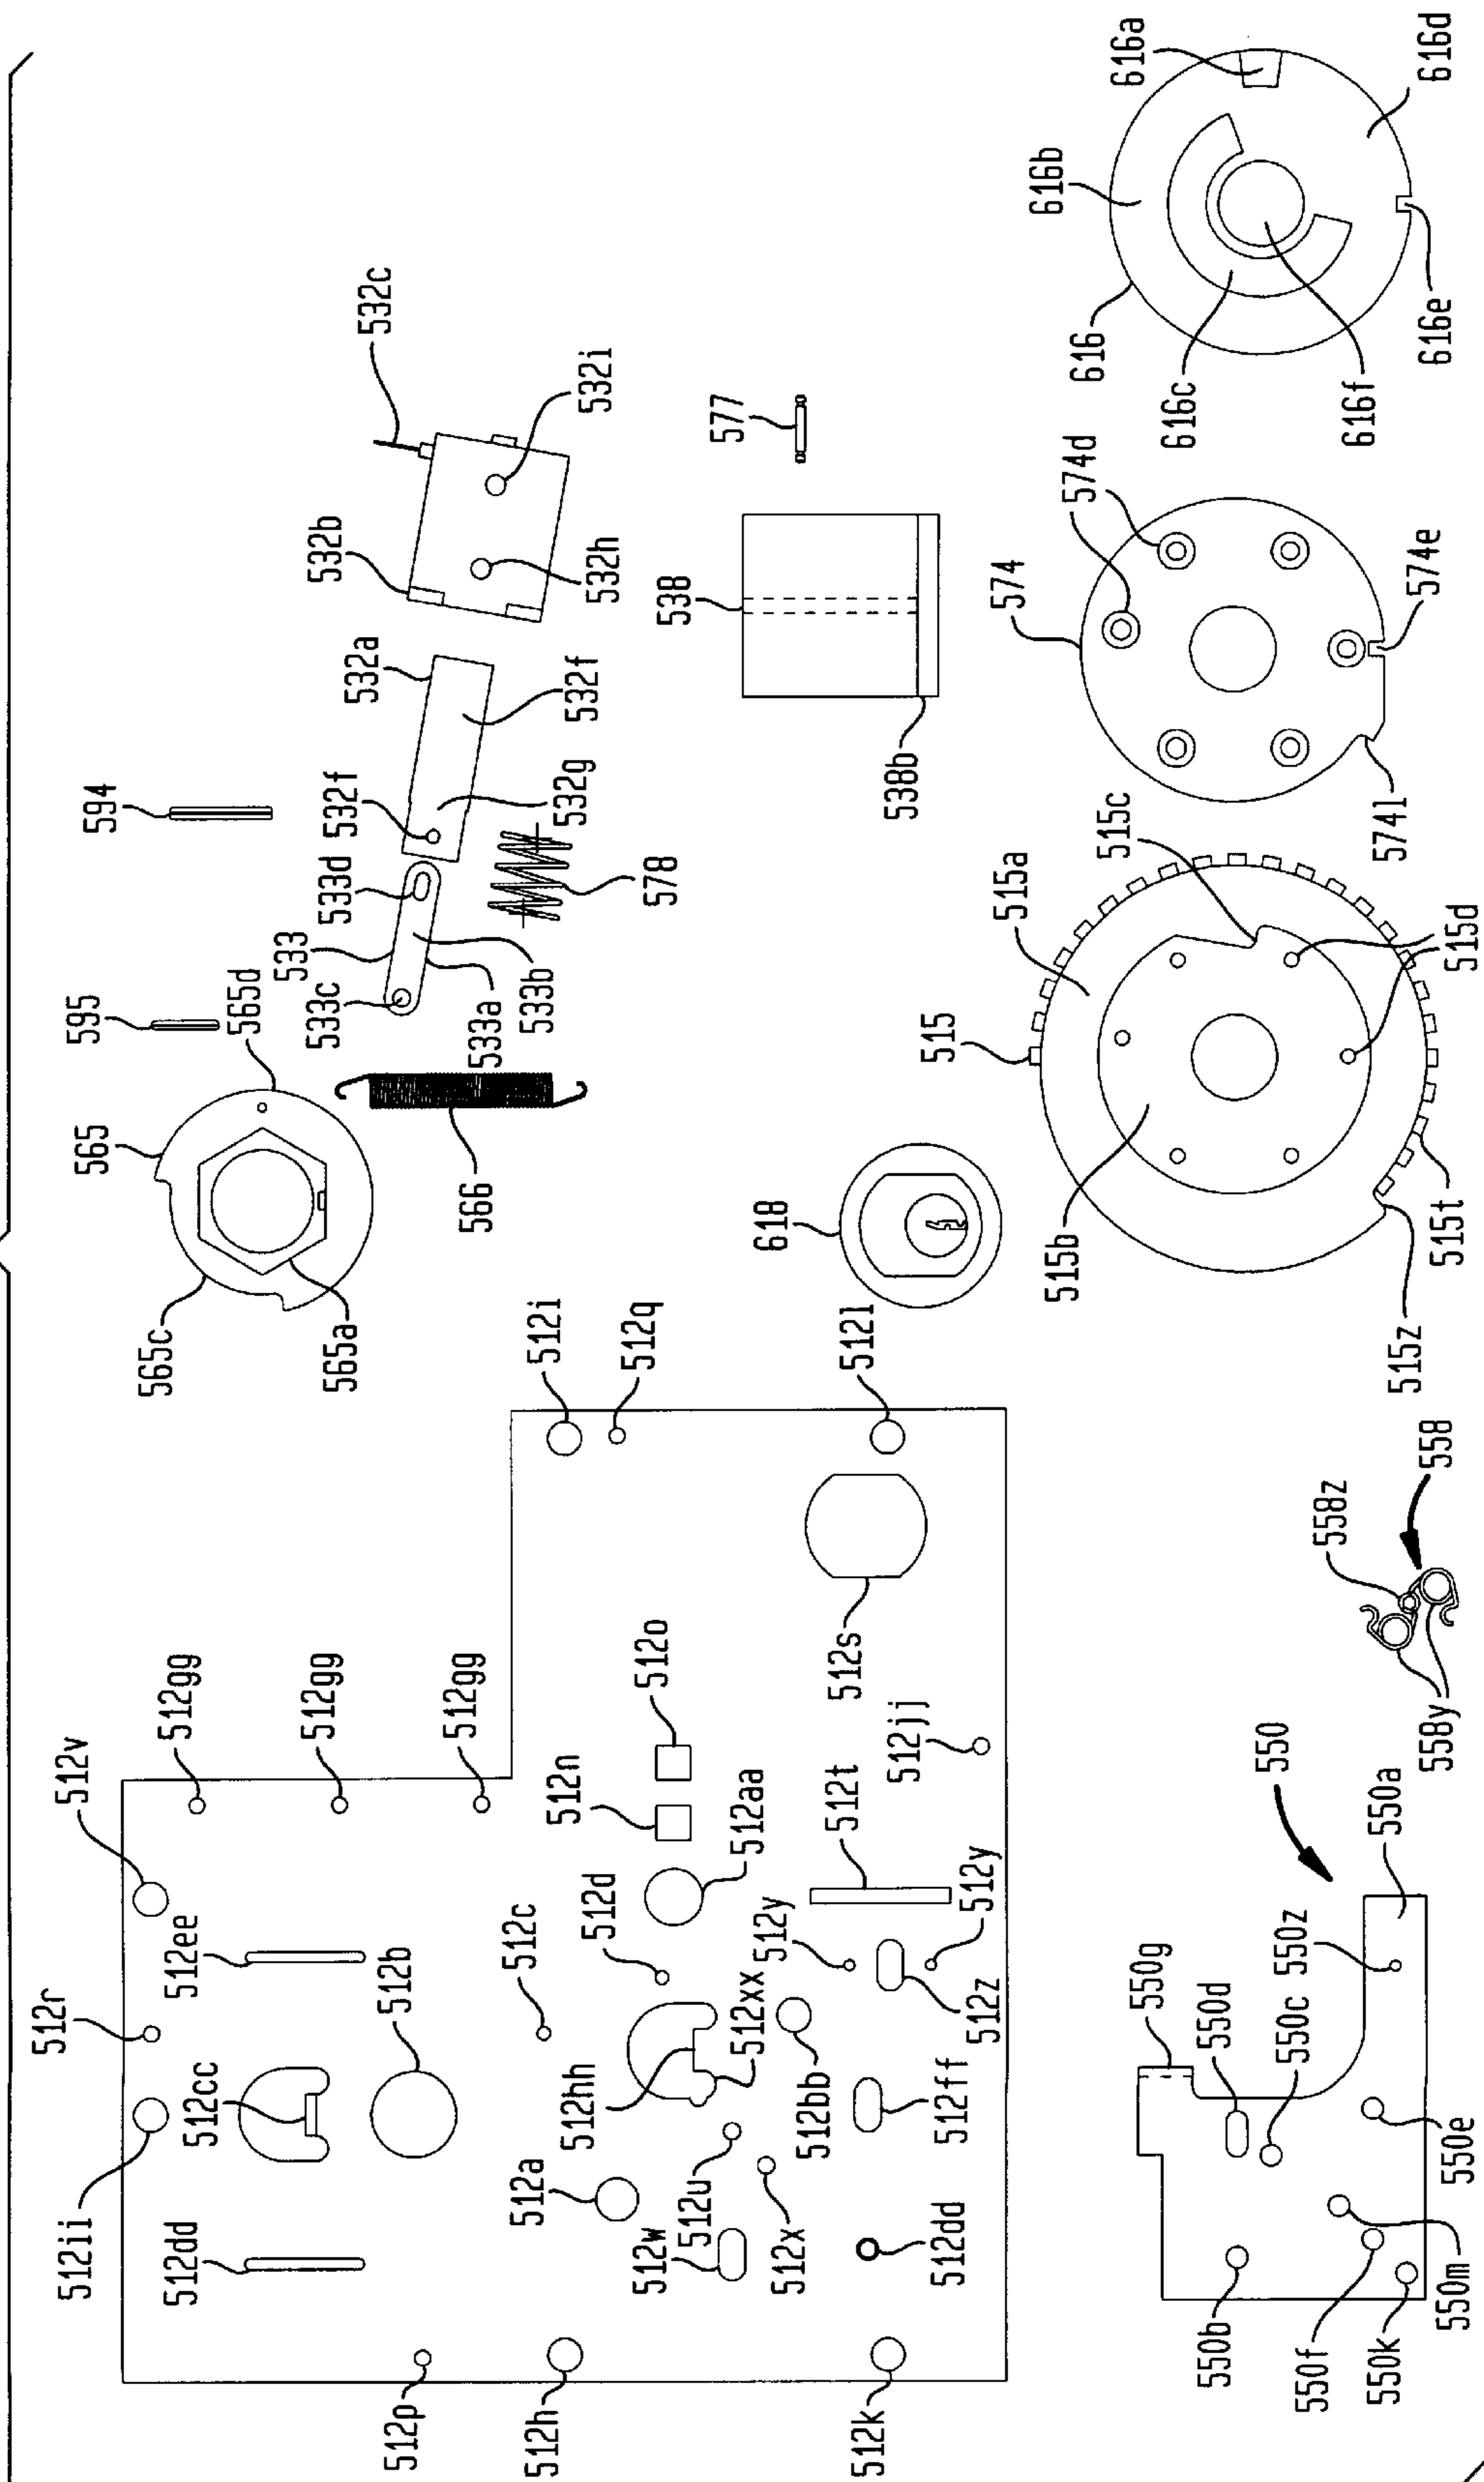 512ii
512r
512v
512dd
512cc
512ee
512gg
512gg
512gg
512b
512p
512h
512k
512a
512hh
512c
512d
512n
512o
512w
512u
512x
512xx
512aa
512y
512t
512bb
512z
512y
512dd
512ff
512jj
512s
512i
512q
512l
595
594
565
565d
565c
565a
533
533d
532f
532a
532b
532c
533c
533a
533b
532g
532f
532h
532i
566
578
618
538
538b
577
515
515a
515c
515b
515d
515z
515t
574
574d
574l
574e
616
616b
616a
616c
616f
616e
616d
550
550g
550d
550c
550z
550a
550b
550f
550k
550m
550e
558z
558
558y